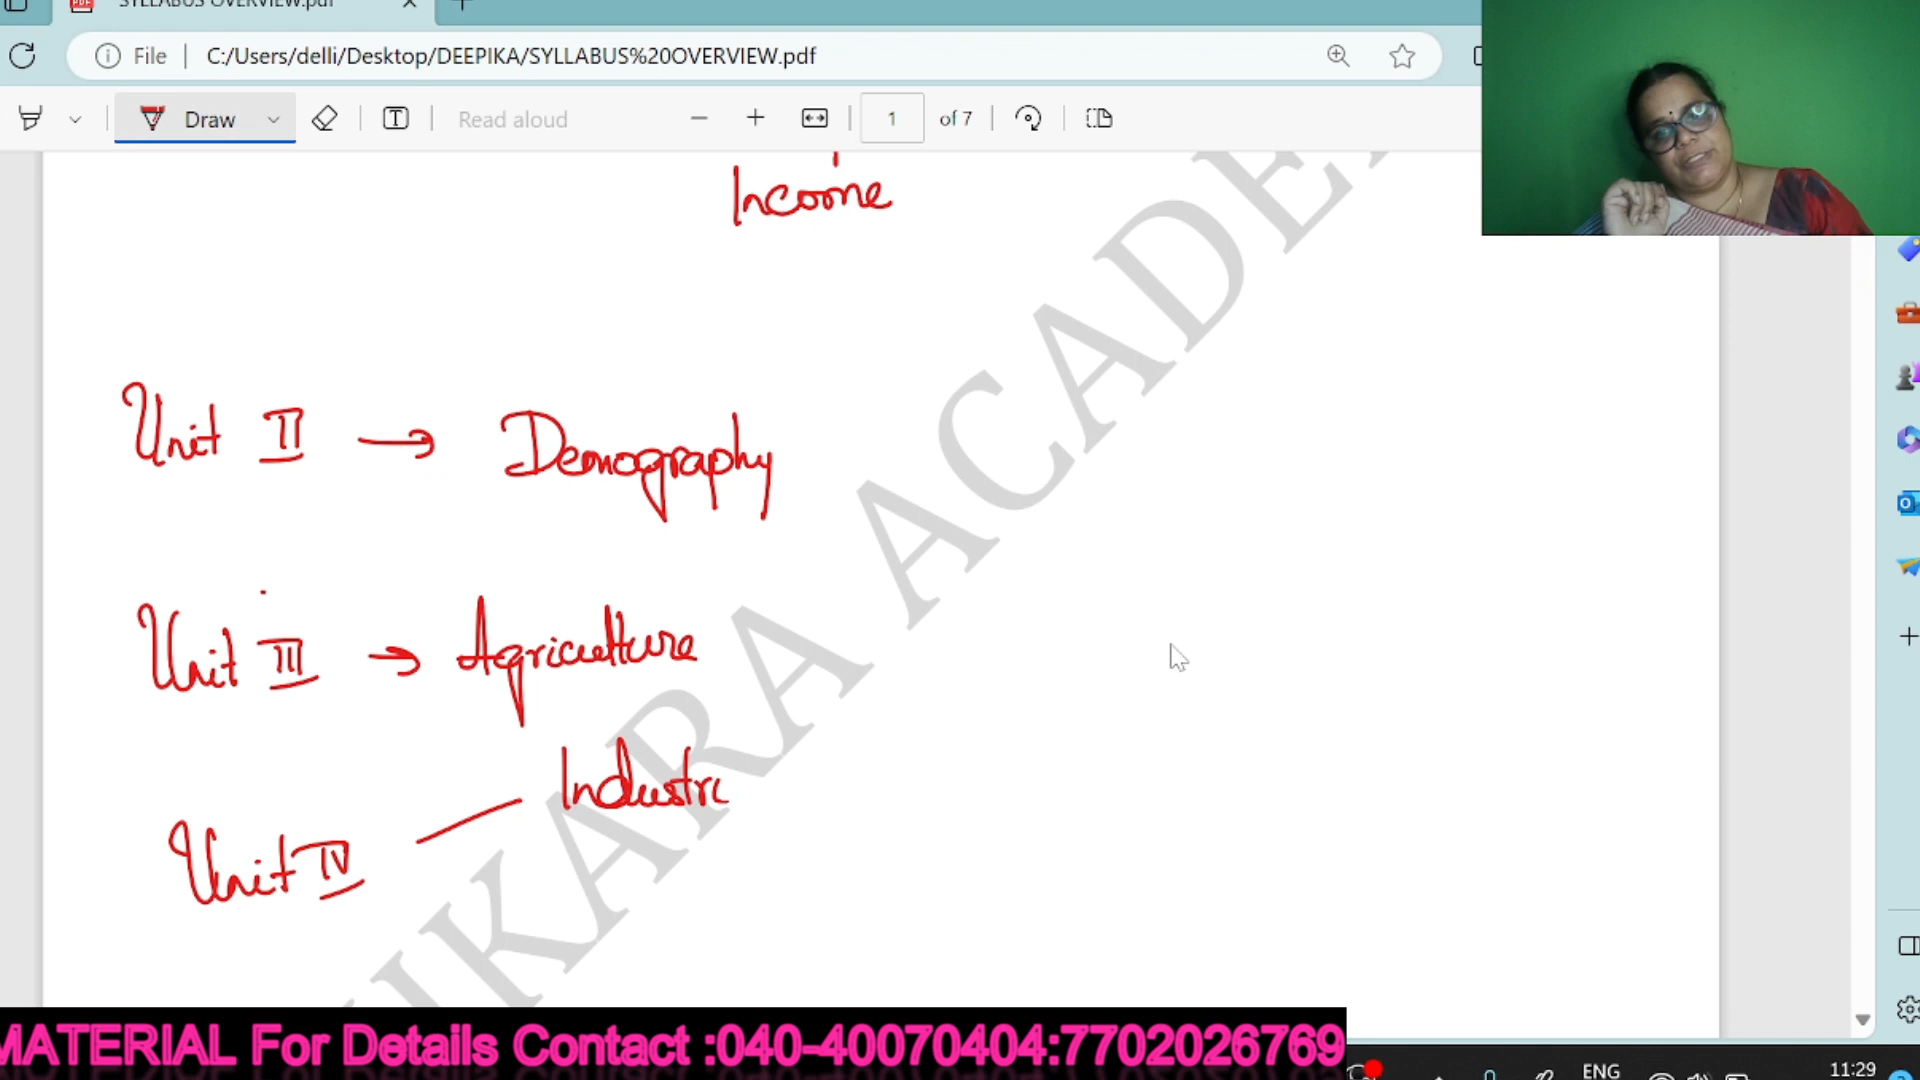 SYLLABUS OVERVIEW.pdf
File
C:/Users/delli/Desktop/DEEPIKA/SYLLABUS%20OVERVIEW.pdf
Draw
Read aloud
1 of 7
Income
Unit II → Demography
Unit III → Agriculture
Industri
Unit IV
IKARA ACADE
MATERIAL For Details Contact :040-40070404:7702026769
ENG
11:29